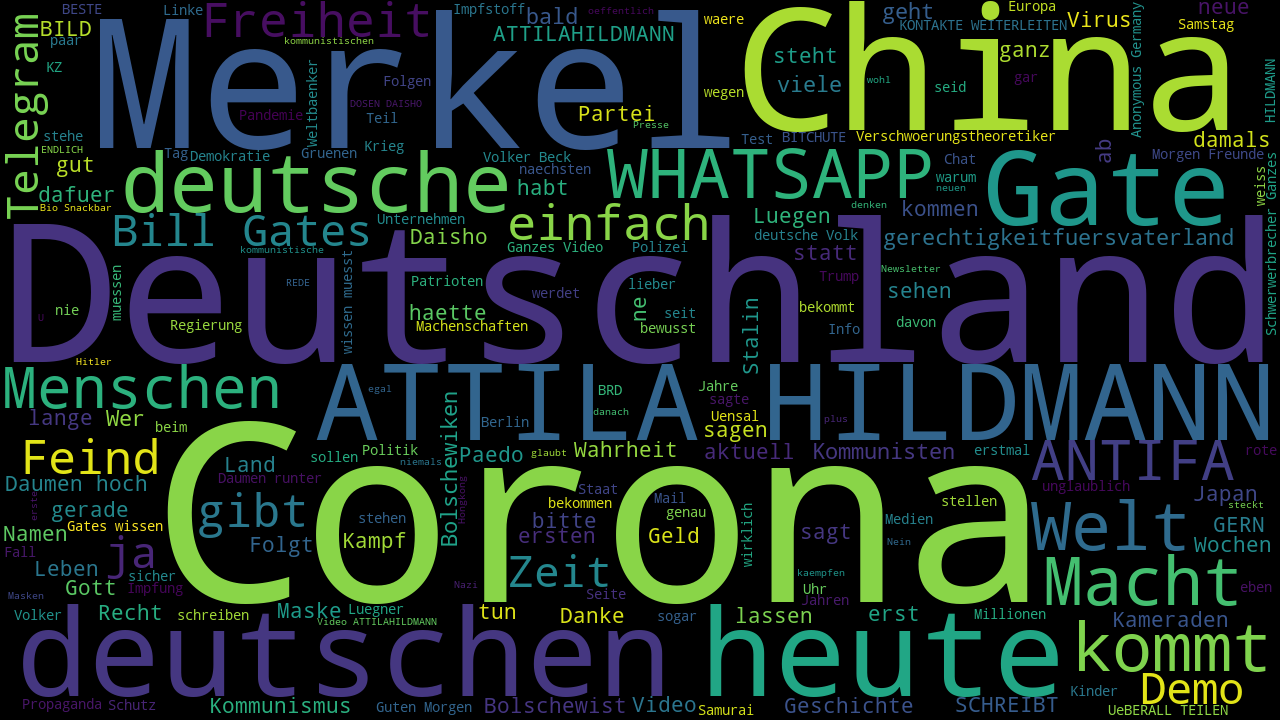 BESTE
Linke
Freiheit
Impfstoff
oeffentlich
bald
waere
geht
Europa
neue
BILD
Merkel
China
KONTAKTE WEITERLEITEN
Virus
Samstag
paar
kommunistischen
ATTILAHILDMANN
steht
ganz
damals
KZ
Telegram
Weltbaenker
Folgen
viele
wohl
seid
gar
Anonymous Germany
HILDMANN
wegen
DOSEN DAISHO
Pandemie
Teil
Partei
Presse
stehe
Krieg
Test
BITCHUTE
Verschwoerungstheoretiker
ENDLICH
Tag
Demokratie
Gruenen
Volker Beck
naechsten
WHATSAPP
Chat
warum
neuen
Gate
ab
Morgen Freunde
gut
deutsche
habt
weiss
Schwerwerbrecher Ganzes
dafuer
Bio Snackbar
denken
kommen
Bill Gates
Unternehmen
einfach
Luegen
deutsche Volk
gerechtigkeitfuersvaterland
Daisho
Ganzes Video
Polizei
statt
kommunistische
Deutschland
muessen
REDE
wissen muesst
Patrioten
werdet
lieber
Trump
Newsletter
sehen
nie
U
Regierung
haette
Machenschaften
ne
seit
bewusst
Stalin
bekommt
Info
davon
Hitler
Menschen
ATTILA HILDMANN
egal
BRD
Jahre
sagte
lange
Wer
beim
Bolschewiken
Berlin
danach
Uensal
sagen
plus
Feind
Corona
Land
sollen
Politik
niemals
Paedo
glaubt
Wahrheit
aktuell
Kommunisten
erstmal
ANTIFA
rote
Daumen hoch
Daumen runter
Hongkong
Staat
bekommen
Mail
genau
unglaublich
Japan
steckt
erste
gerade
gibt
stehen
bitte
ersten
stellen
Welt
GERN
Namen
Gates wissen
ja
Folgt
Kampf
Geld
wirklich
sagt
Medien
Nein
Wochen
Fall
Leben
sicher
Impfung
Gott
Zeit
Nazi
Seite
kaempfen
Uhr
Jahren
Macht
eben
Masken
Volker
Recht
schreiben
Maske
Luegner
Video ATTILAHILDMANN
tun
Danke
sogar
lassen
erst
Millionen
Kameraden
deutschen
heute
kommt
Demo
Kinder
Propaganda
Schutz
Kommunismus
Guten Morgen
Bolschewist
Video
Samurai
Geschichte
SCHREIBT
UeBERALL TEILEN